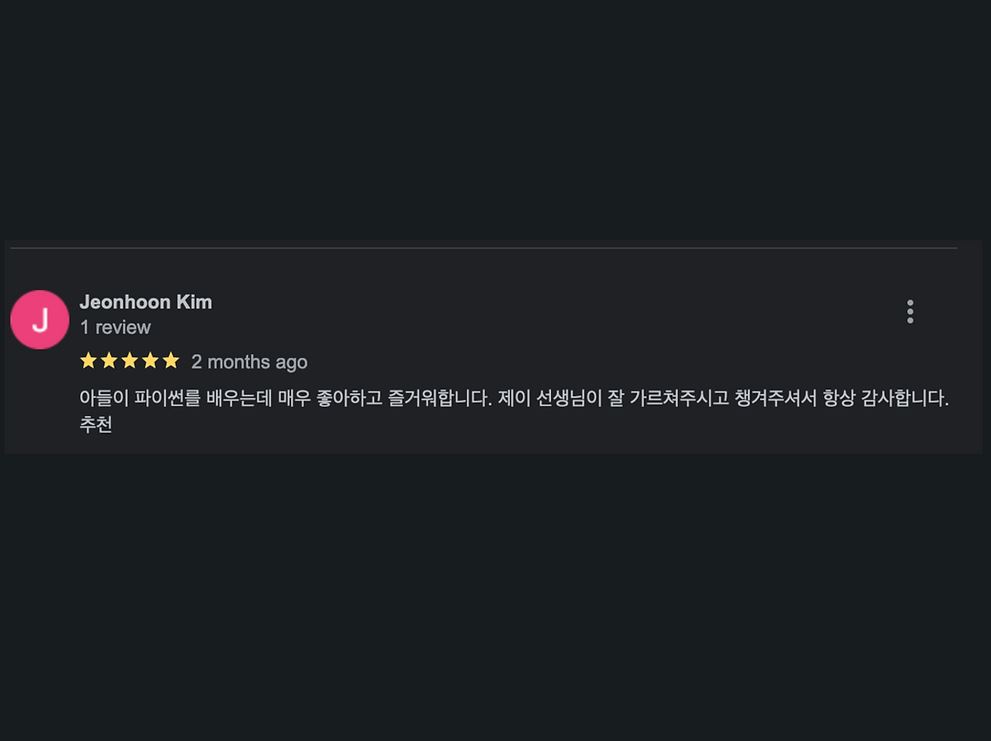 J
Jeonhoon Kim
1 review
2 months ago
아들이 파이썬를 배우는데 매우 좋아하고 즐거워합니다. 제이 선생님이 잘 가르쳐주시고 챙겨주셔서 항상 감사합니다.
추천